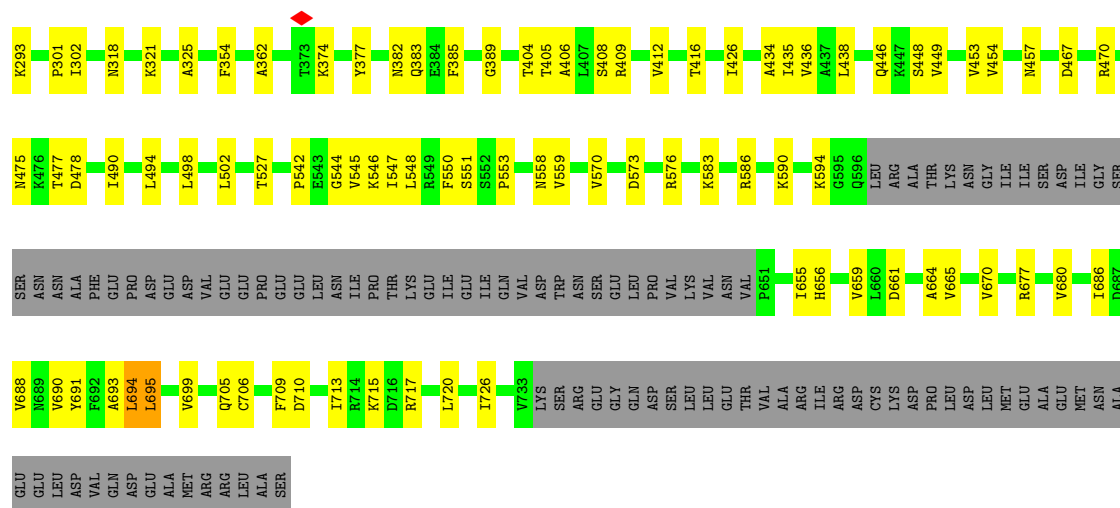 K293 P301 I302 N318 K321 A325 F354 A362 T373 K374 Y377 N382 Q383 E384 F385 G389 T404 T405 A406 L407 S408 R409 V412 T416 I426 A434 I435 V436 A437 L438 Q446 K447 S448 V449 V453 V454 N457 D467 R470
N475 K476 T477 D478 I490 L494 L498 L502 T527 P542 E543 G544 V545 K546 I547 L548 R549 F550 S551 S552 P553 N558 V559 V570 D573 R576 K583 R586 K590 K594 G595 Q596 LEU ARG ALA THR LYS ASN GLY ILE ILE SER ASP ILE GLY SER
SER ASN ASN ALA PHE GLU PRO ASP GLU ASP VAL GLU GLU PRO GLU GLU LEU ASN ILE PRO THR LYS GLU ILE GLU ILE GLN VAL ASP TRP ASN SER GLU LEU PRO VAL LYS VAL ASN VAL P651 I655 H656 V659 L660 D661 A664 V665 V670 R677 V680 I686 D687
V688 N689 V690 Y691 F692 A693 L694 L695 V699 Q705 C706 F709 D710 I713 R714 K715 D716 R717 L720 I726 V733 LYS SER ARG GLU GLY GLN ASP SER LEU LEU GLU THR VAL ALA ARG ILE ARG ASP CYS LYS ASP PRO LEU ASP LEU MET GLU ALA GLU MET ASN ALA
GLU GLU LEU ASP VAL GLN ASP GLU ALA MET ARG ARG LEU ALA SER